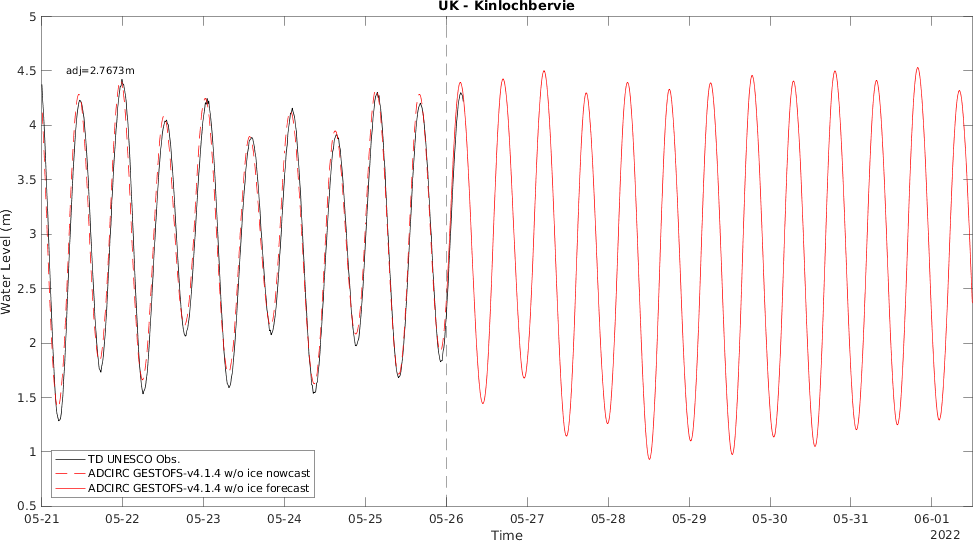 UK - Kinlochbervie
5
4.5
4
3.5
3
2.5
2
1.5
1
0.5
Water Level (m)
adj=2.7673m
TD UNESCO Obs.
ADCIRC GESTOFS-v4.1.4 w/o ice nowcast
ADCIRC GESTOFS-v4.1.4 w/o ice forecast
05-21 05-22 05-23 05-24 05-25 05-26 05-27 05-28 05-29 05-30 05-31 06-01
2022
Time